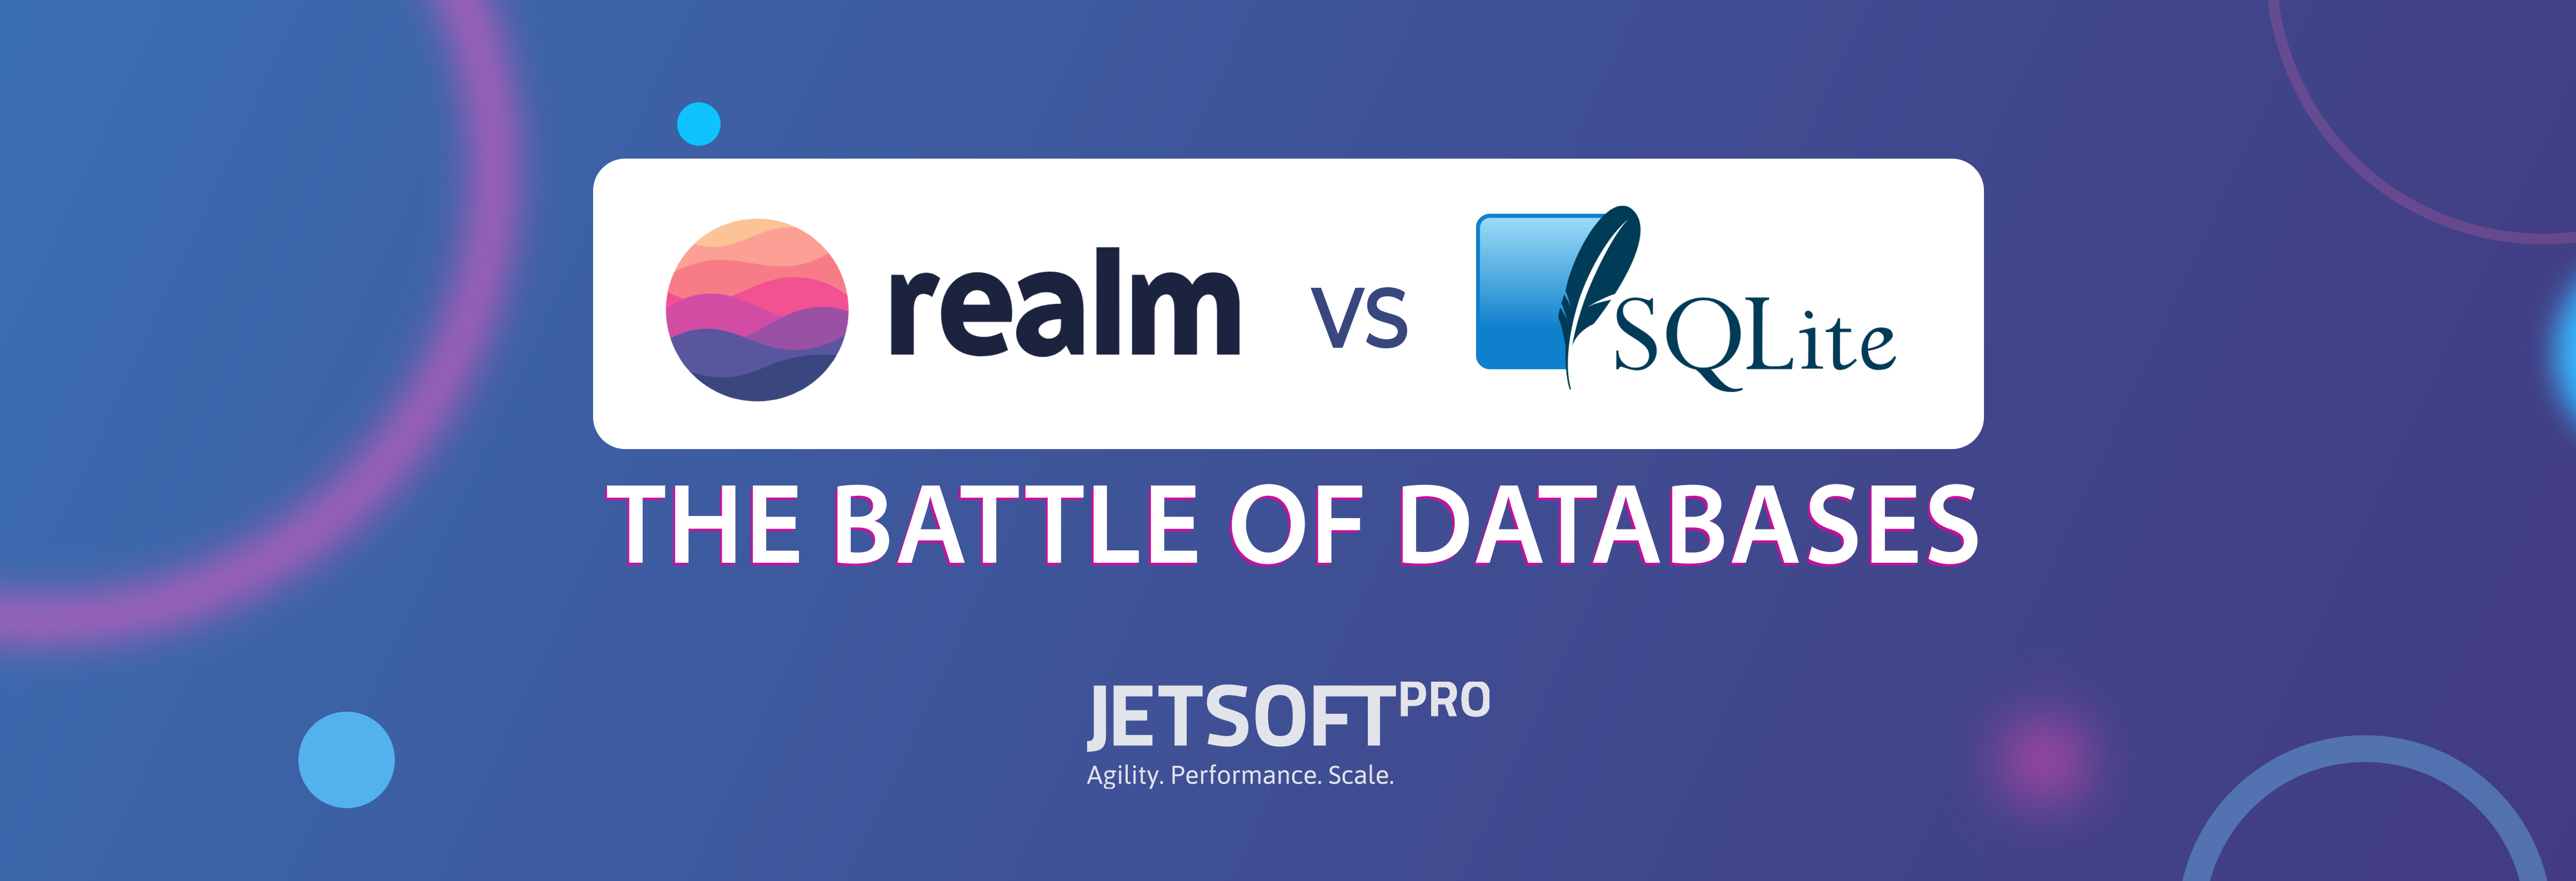 realm vs SQLite
THE BATTLE OF DATABASES
JETSOFTPRO
Agility. Performance. Scale.